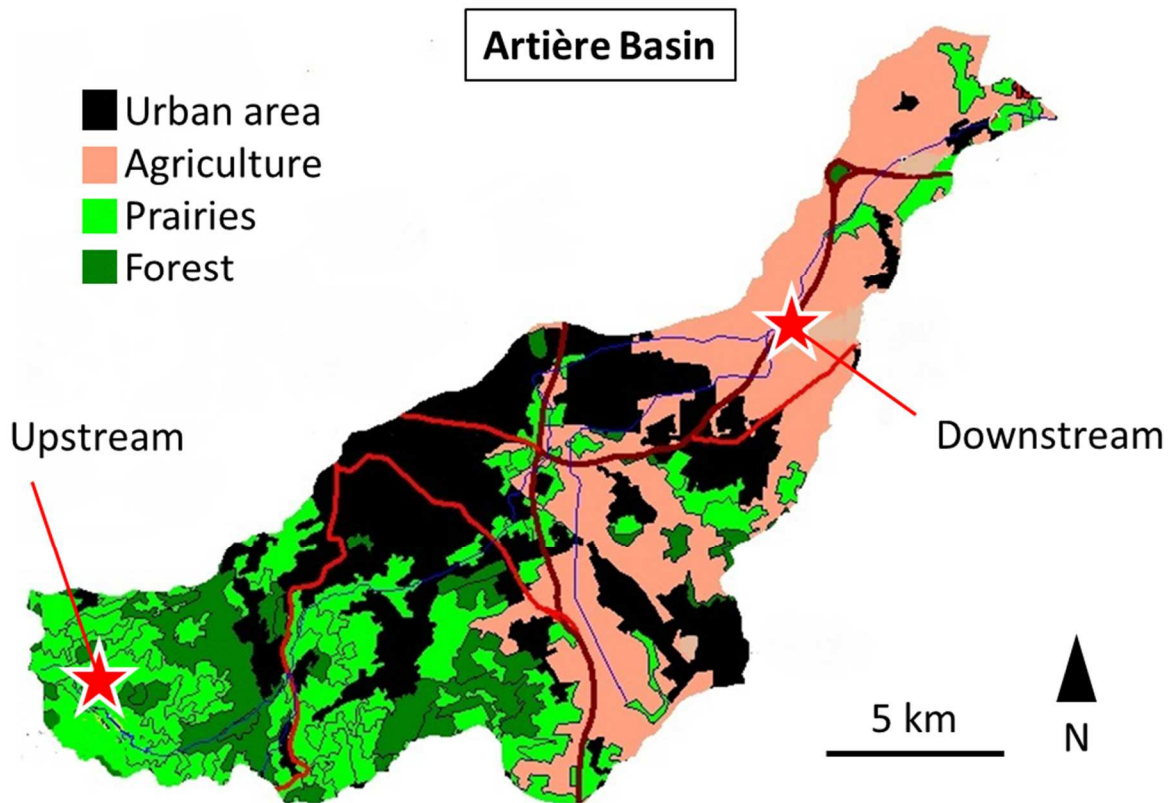 Artière Basin
Urban area
Agriculture
Prairies
Forest
Upstream
Downstream
5 km
N